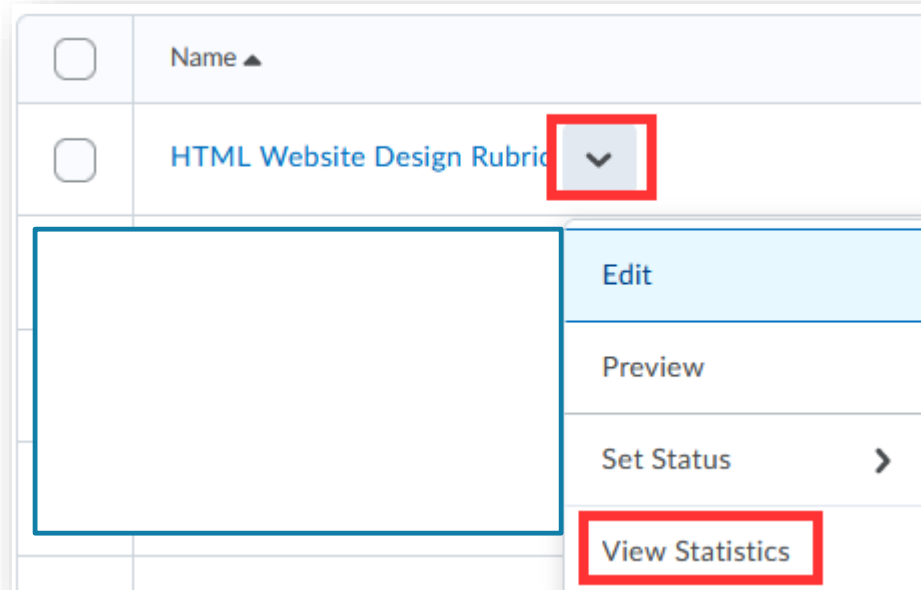 Name
HTML Website Design Rubric
Edit
Preview
Set Status
View Statistics